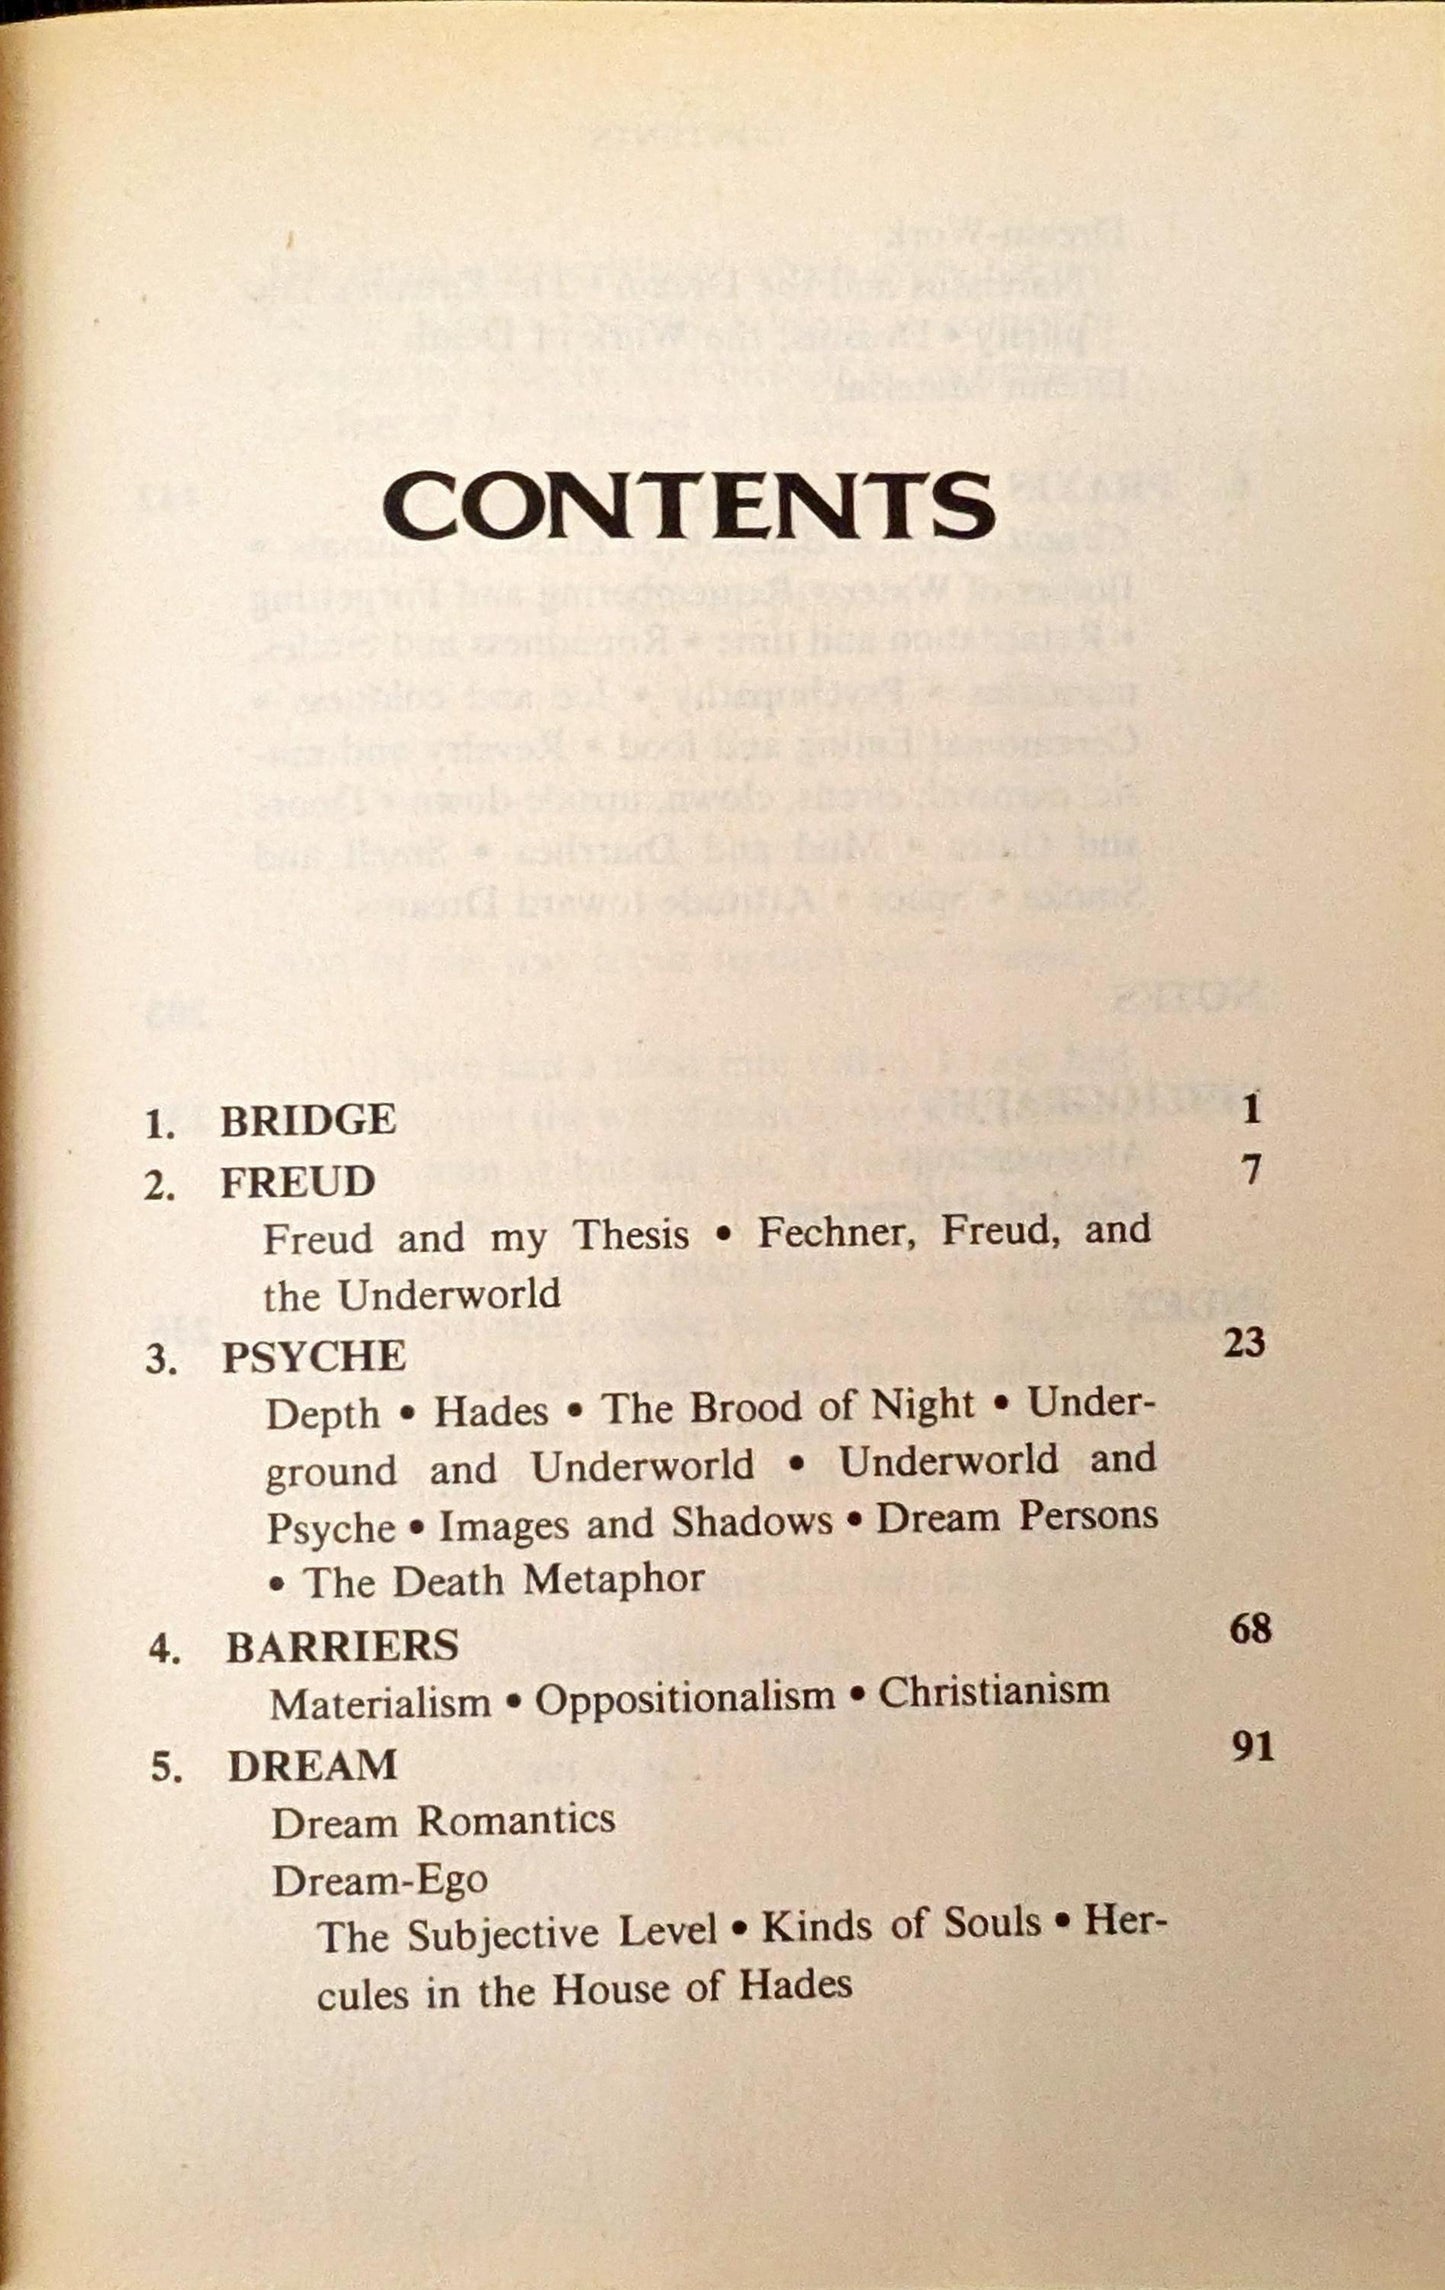 CONTENTS
1. BRIDGE 1
2. FREUD 7
Freud and my Thesis • Fechner, Freud, and
the Underworld
3. PSYCHE 23
Depth • Hades • The Brood of Night • Under-
ground and Underworld • Underworld and
Psyche • Images and Shadows • Dream Persons
• The Death Metaphor
4. BARRIERS 68
Materialism • Oppositionalism • Christianism
5. DREAM 91
Dream Romantics
Dream-Ego
The Subjective Level • Kinds of Souls • Her-
cules in the House of Hades